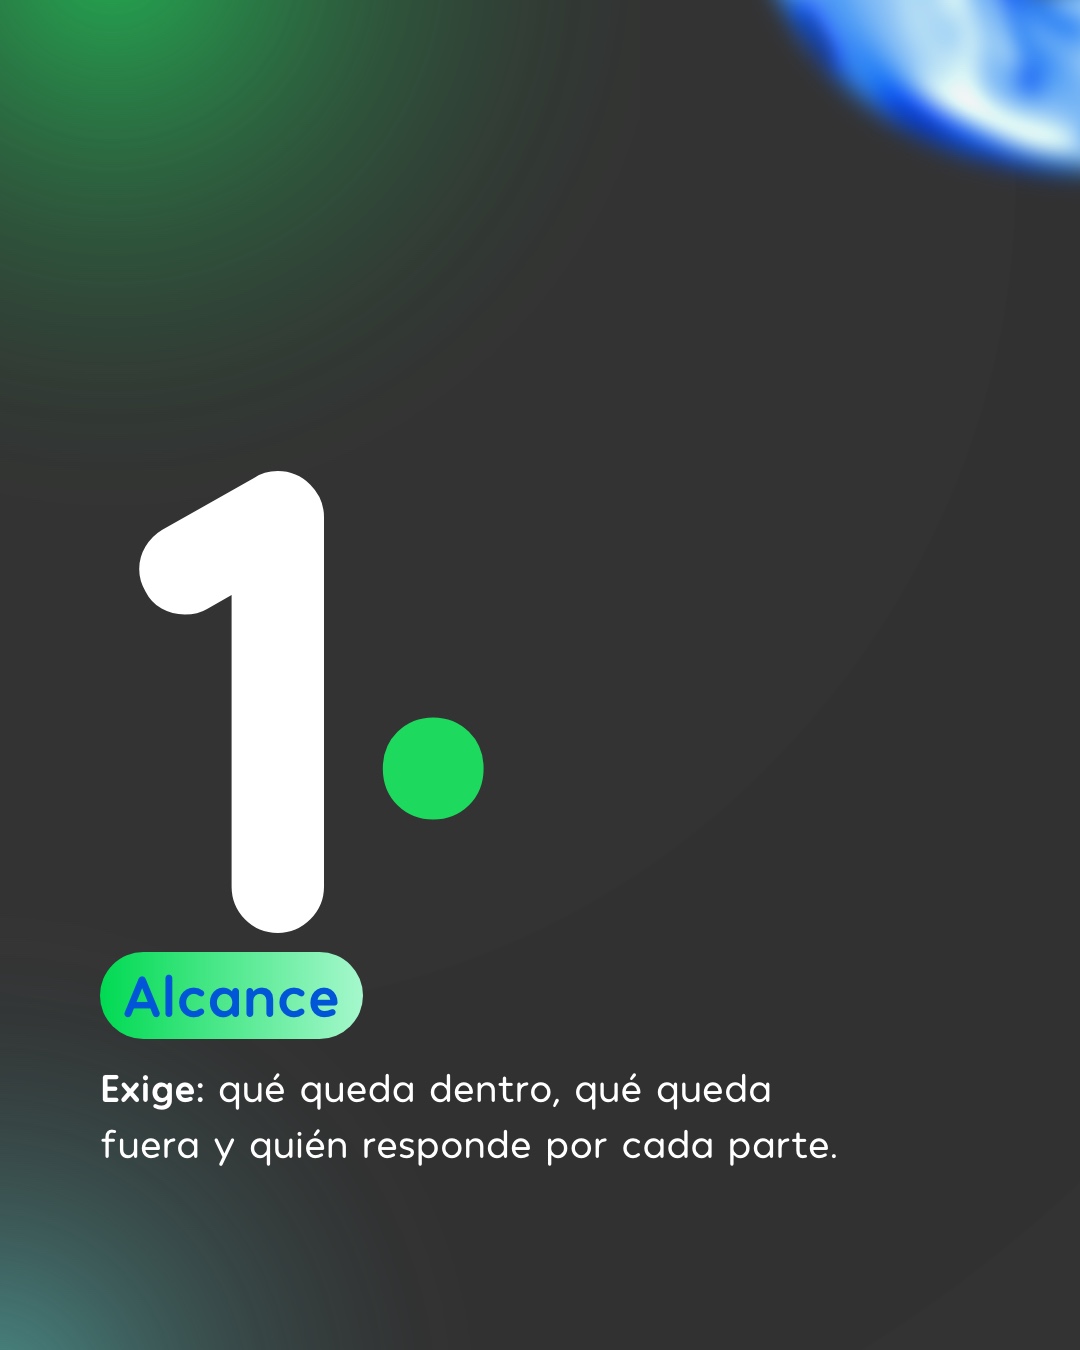 1.
Alcance
Exige: qué queda dentro, qué queda
fuera y quién responde por cada parte.